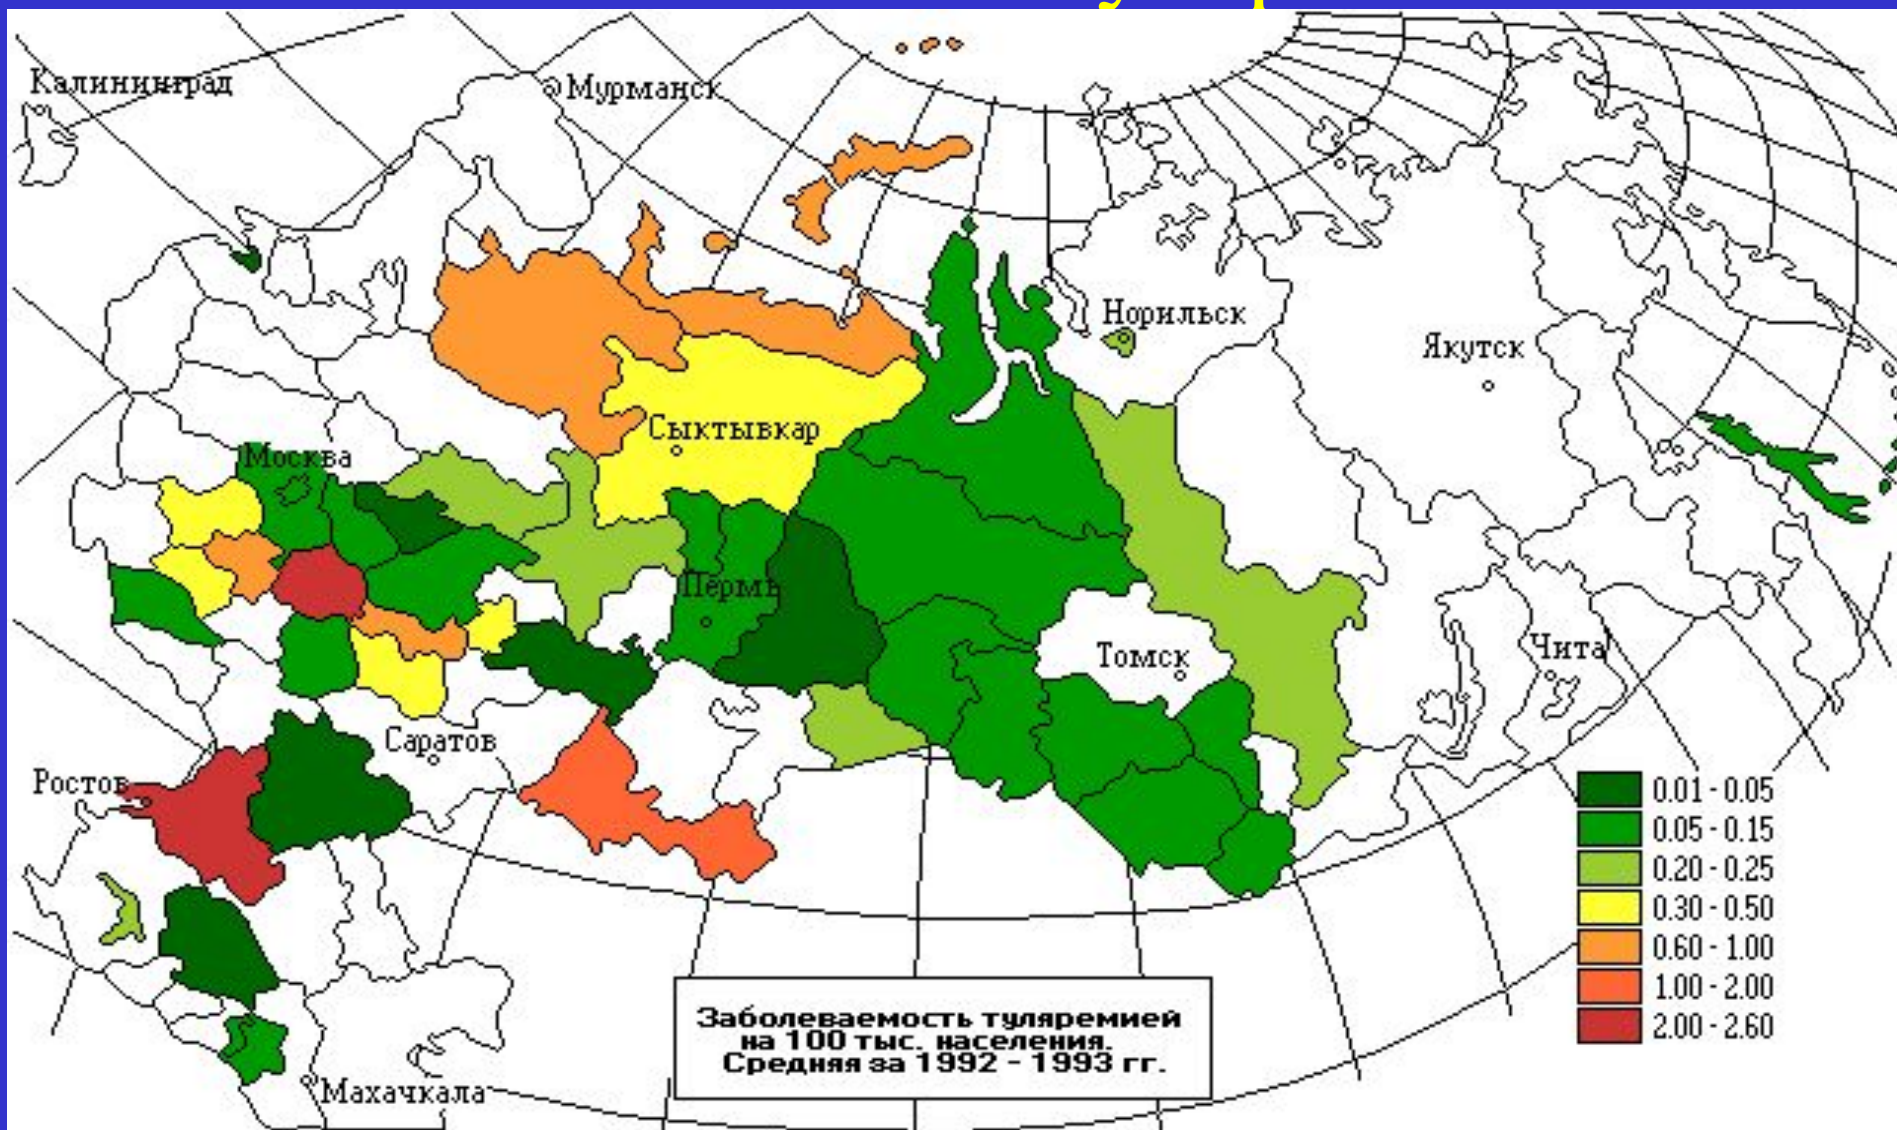 Калининград
Мурманск
Норильск
Якутск
Сыктывкар
Москва
Пермь
Томск
Чита
Саратов
Ростов
Махачкала
0.01 - 0.05
0.05 - 0.15
0.20 - 0.25
0.30 - 0.50
0.60 - 1.00
1.00 - 2.00
2.00 - 2.60
Заболеваемость туляремией
на 100 тыс. населения.
Средняя за 1992 - 1993 гг.